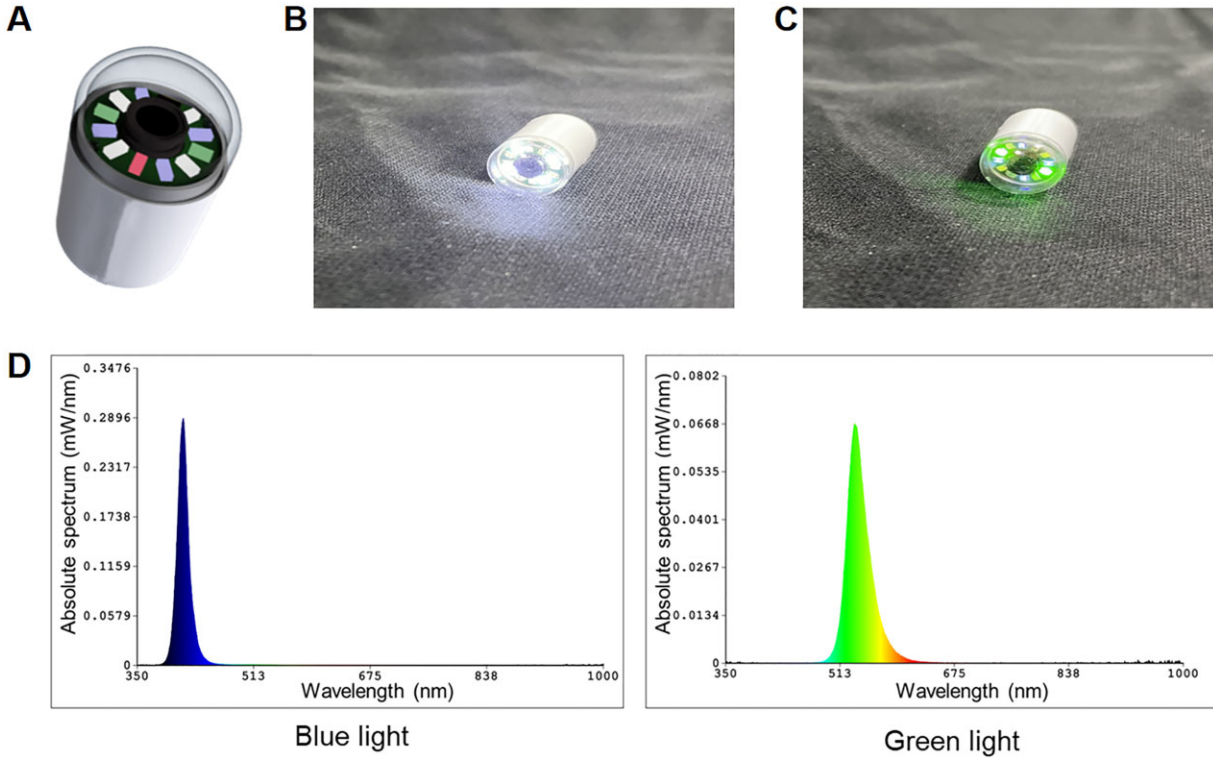 A
B
C
D
Absolute spectrum (mW/nm)
0.3476
0.2896
0.2317
0.1738
0.1159
0.0579
0
350
513
675
838
1000
Wavelength (nm)
Blue light
Absolute spectrum (mW/nm)
0.0802
0.0668
0.0535
0.0401
0.0267
0.0134
0
350
513
675
838
1000
Wavelength (nm)
Green light